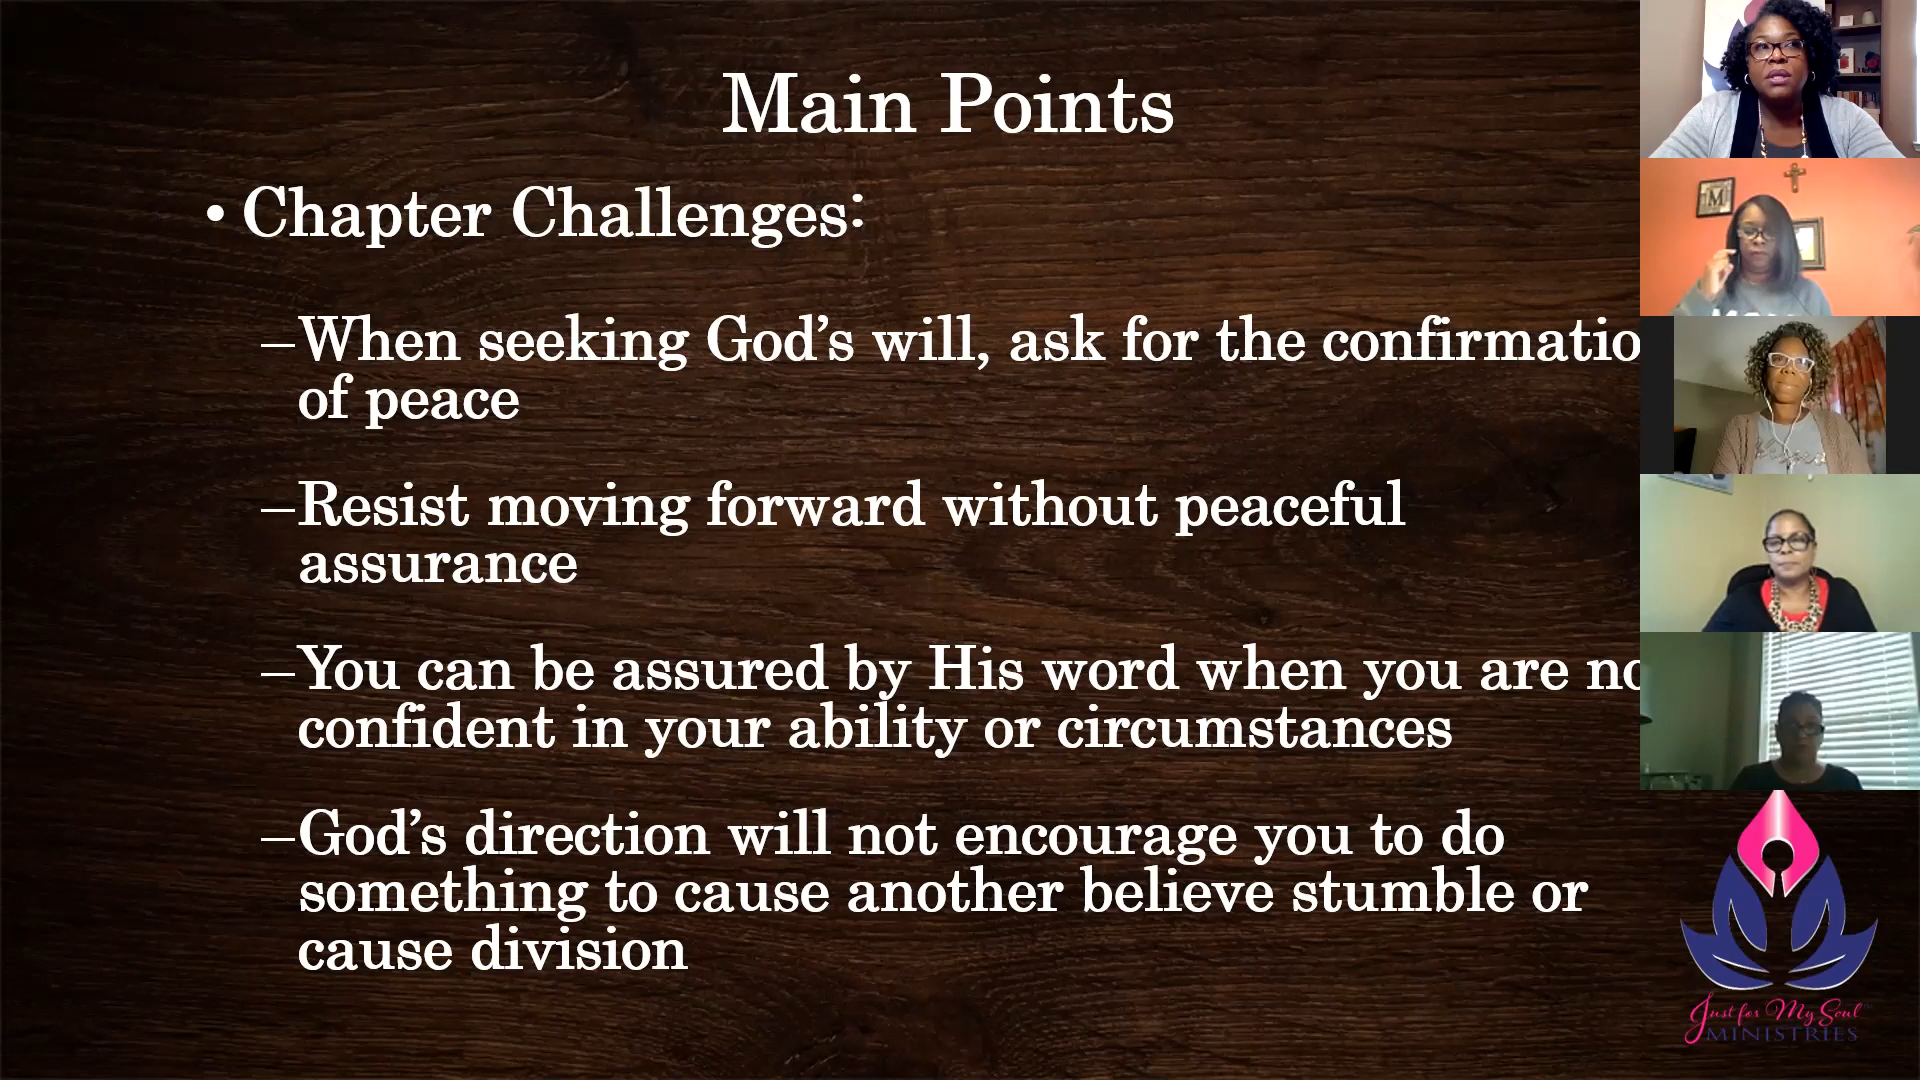 Main Points
• Chapter Challenges:
–When seeking God’s will, ask for the confirmatio
of peace
–Resist moving forward without peaceful
assurance
–You can be assured by His word when you are no
confident in your ability or circumstances
–God’s direction will not encourage you to do
something to cause another believe stumble or
cause division
M
Just for My Soul
MINISTRIES